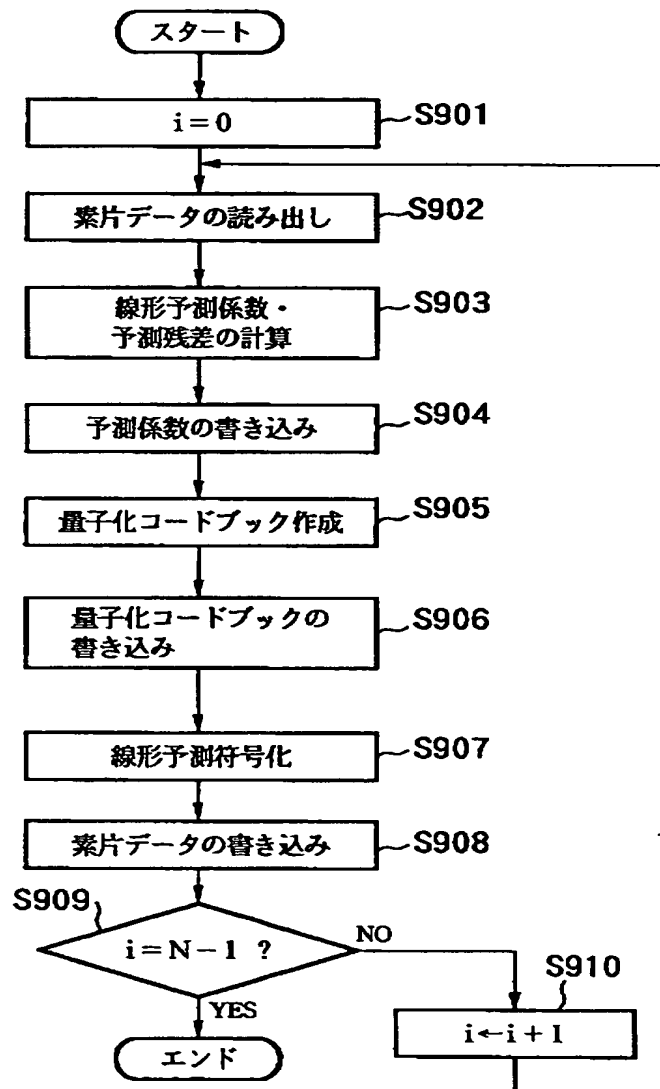 スタート
i=0
S901
素片データの読み出し
S902
線形予測係数・
予測残差の計算
S903
予測係数の書き込み
S904
量子化コードブック作成
S905
量子化コードブックの
書き込み
S906
線形予測符号化
S907
素片データの書き込み
S908
S909
i=N-1 ?
NO
YES
S910
i←i+1
エンド